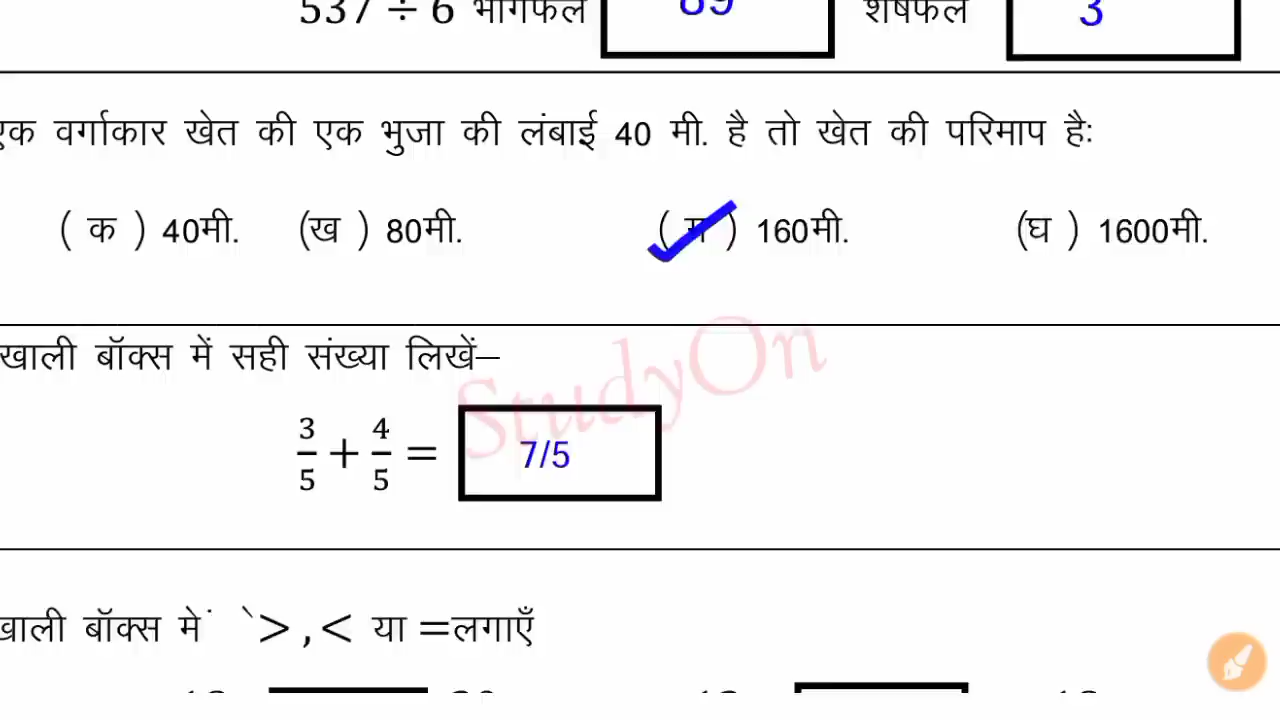 537 ÷ 6 भागफल 89 शेषफल 3
एक वर्गाकार खेत की एक भुजा की लंबाई 40 मी. है तो खेत की परिमाप है:
( क ) 40मी. (ख ) 80मी. ( ग ) 160मी. (घ ) 1600मी.
खाली बॉक्स में सही संख्या लिखें–
StudyOn
3/5 + 4/5 = 7/5
खाली बॉक्स में ˋ> , < या =लगाएँ